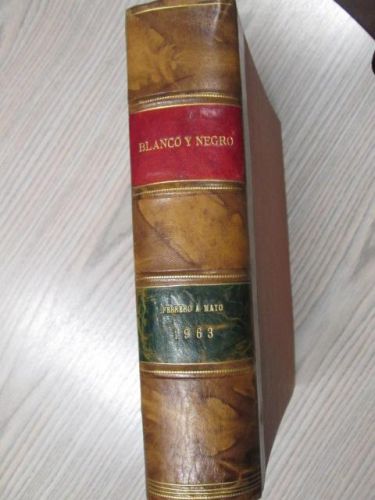 BLANCO Y NEGRO
FEBRERO A MAYO
1963